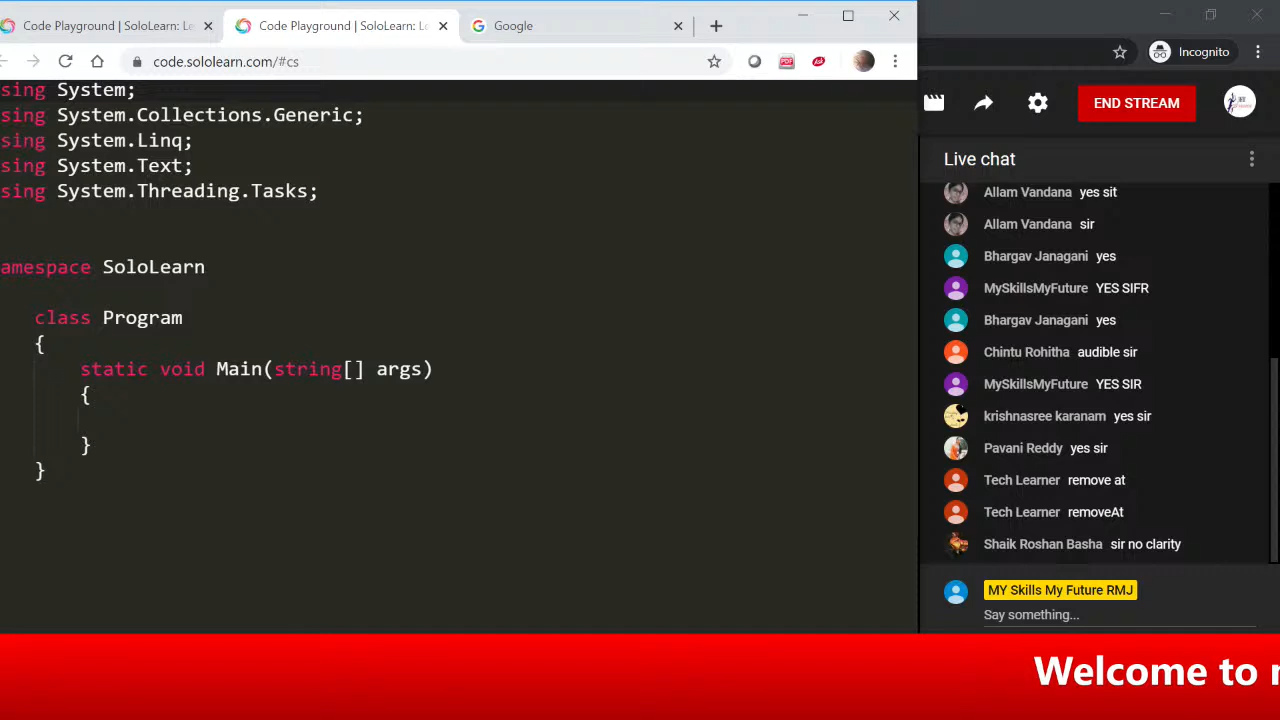 Code Playground | SoloLearn: Le
Code Playground | SoloLearn: Le
Google
code.sololearn.com/#cs
PDF
Ask
Incognito
sing System;
sing System.Collections.Generic;
sing System.Linq;
sing System.Text;
sing System.Threading.Tasks;
amespace SoloLearn
class Program
{
static void Main(string[] args)
{
}
}
END STREAM
Live chat
Allam Vandana yes sit
Allam Vandana sir
Bhargav Janagani yes
MySkillsMyFuture YES SIFR
Bhargav Janagani yes
Chintu Rohitha audible sir
MySkillsMyFuture YES SIR
krishnasree karanam yes sir
Pavani Reddy yes sir
Tech Learner remove at
Tech Learner removeAt
Shaik Roshan Basha sir no clarity
MY Skills My Future RMJ
Say something...
Welcome to